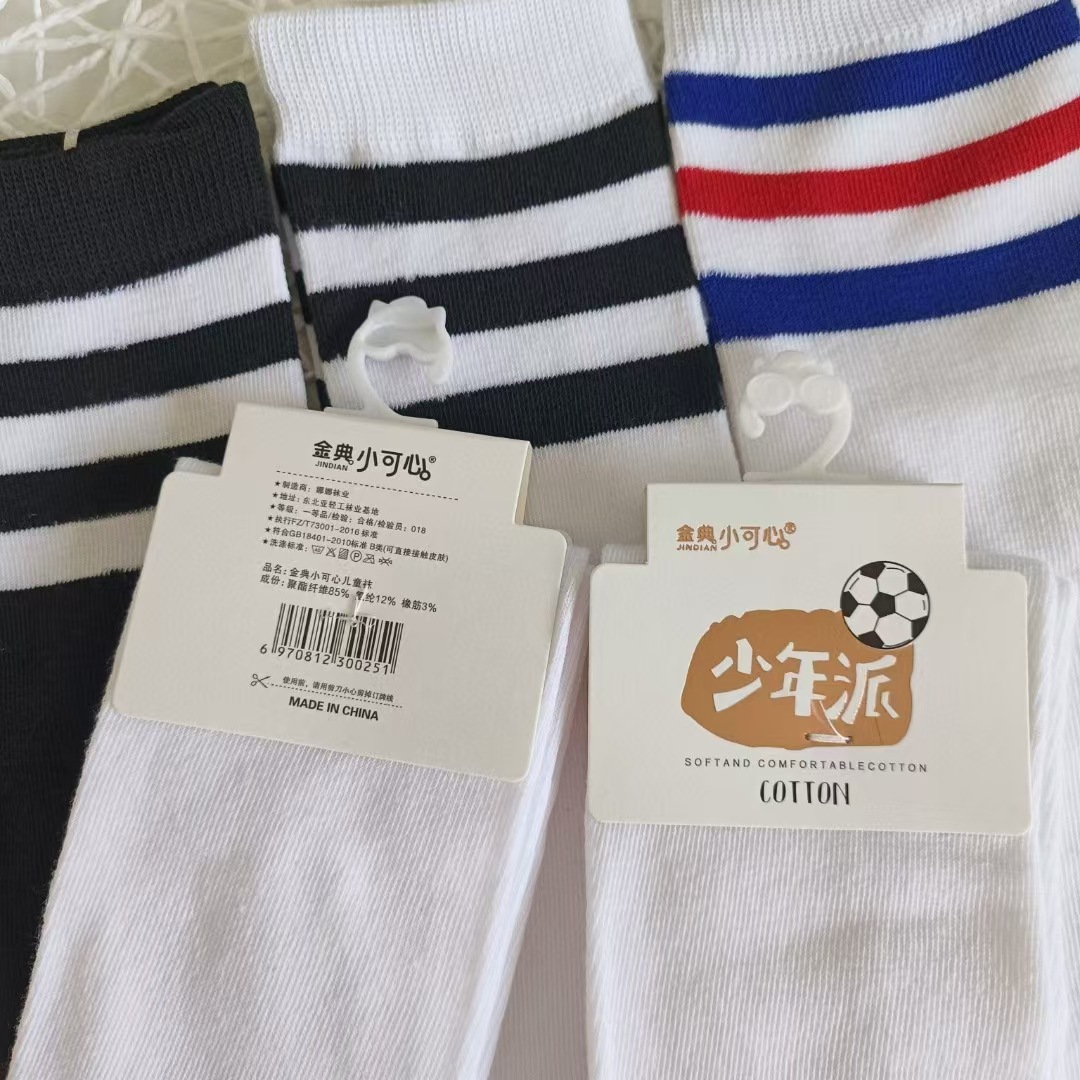 金典小可心®
JINDIAN
★制造商：娜娜袜业
★地址：东北亚轻工袜业基地
★等级：一等品/检验：合格/检验员：018
★执行FZ/T73001-2016 标准
★符合GB18401-2010标准 B类(可直接接触皮肤)
★洗涤标准：
品名：金典小可心儿童袜
成份：聚酯纤维85% 氨纶12% 橡筋3%
6 970812 300251
使用前，请用剪刀小心剪掉订牌线
MADE IN CHINA
金典小可心®
JINDIAN
少年派
SOFTAND COMFORTABLECOTTON
COTTON